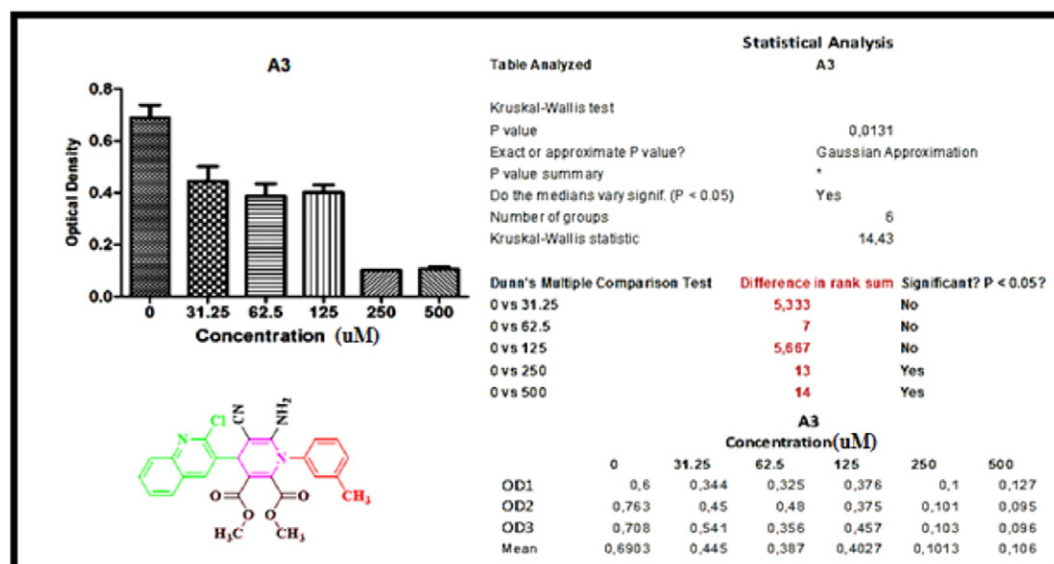 A3
0.8
0.6
0.4
0.2
0.0
Optical Density
0 31.25 62.5 125 250 500
Concentration (uM)
Cl
CN
NH2
N
N
CH3
O
O
O
O
H3C
CH3
Statistical Analysis
Table Analyzed A3
Kruskal-Wallis test
P value 0,0131
Exact or approximate P value? Gaussian Approximation
P value summary *
Do the medians vary signif. (P < 0.05) Yes
Number of groups 6
Kruskal-Wallis statistic 14,43
Dunn's Multiple Comparison Test Difference in rank sum Significant? P < 0.05?
0 vs 31.25 5,333 No
0 vs 62.5 7 No
0 vs 125 5,667 No
0 vs 250 13 Yes
0 vs 500 14 Yes
A3
Concentration(uM)
0 31.25 62.5 125 250 500
OD1 0,6 0,344 0,325 0,376 0,1 0,127
OD2 0,763 0,45 0,48 0,375 0,101 0,095
OD3 0,708 0,541 0,356 0,457 0,103 0,096
Mean 0,6903 0,445 0,387 0,4027 0,1013 0,106